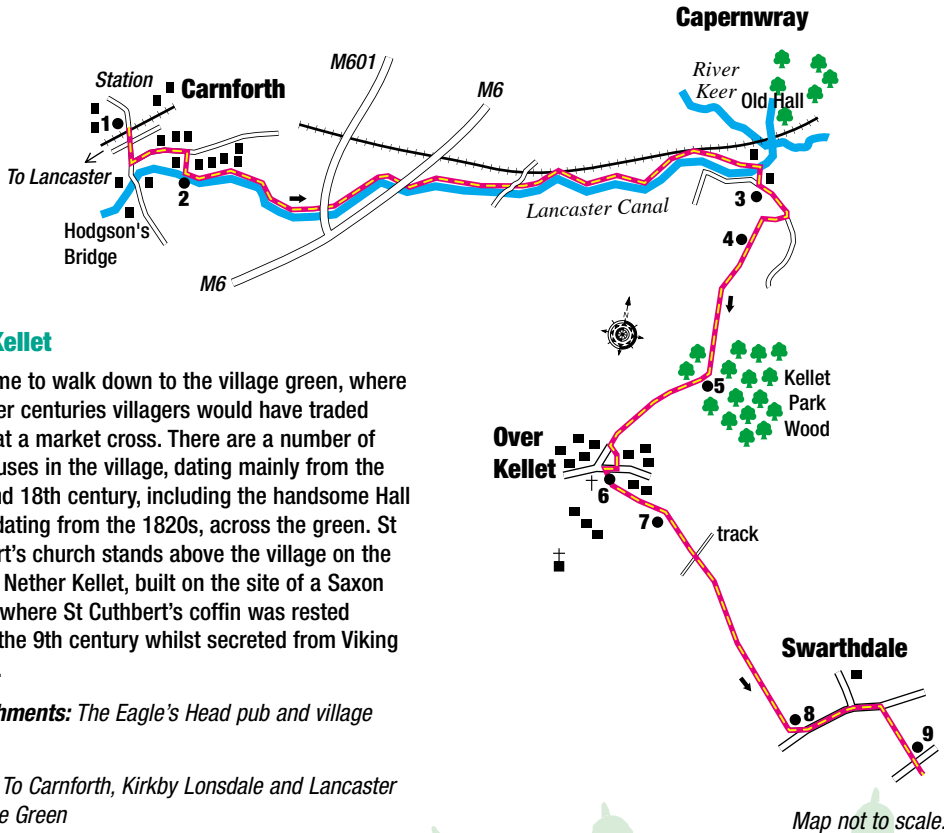 Capernwray
M601
River
Keer
Station
Carnforth
M6
Old Hall
1
To Lancaster
2
Lancaster Canal
3
Hodgson's
Bridge
4
M6
N
Kellet
me to walk down to the village green, where
er centuries villagers would have traded
at a market cross. There are a number of
uses in the village, dating mainly from the
nd 18th century, including the handsome Hall
dating from the 1820s, across the green. St
rt’s church stands above the village on the
Nether Kellet, built on the site of a Saxon
where St Cuthbert’s coffin was rested
the 9th century whilst secreted from Viking
.
hments: The Eagle’s Head pub and village
To Carnforth, Kirkby Lonsdale and Lancaster
e Green
5
Kellet
Park
Wood
Over
Kellet
6
7
track
Swarthdale
8
9
Map not to scale.